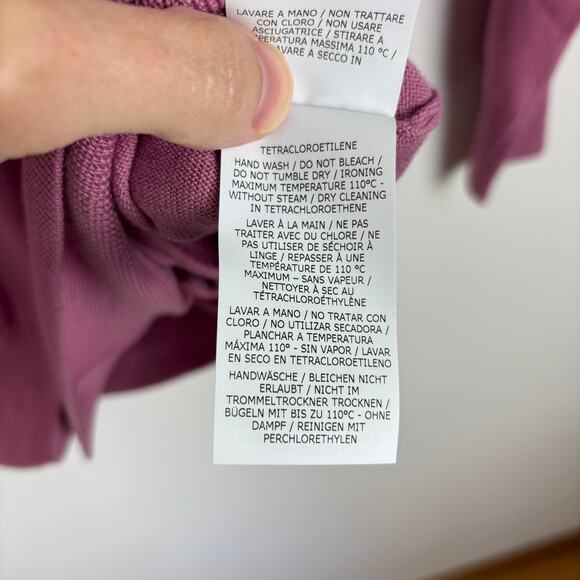 LAVARE A MANO / NON TRATTARE
CON CLORO / NON USARE
ASCIUGATRICE / STIRARE A
PERATURA MASSIMA 110 °C /
AVARE A SECCO IN
TETRACLOROETILENE
HAND WASH / DO NOT BLEACH /
DO NOT TUMBLE DRY / IRONING
MAXIMUM TEMPERATURE 110°C -
WITHOUT STEAM / DRY CLEANING
IN TETRACHLOROETHENE
LAVER À LA MAIN / NE PAS
TRAITER AVEC DU CHLORE / NE
PAS UTILISER DE SÉCHOIR À
LINGE / REPASSER À UNE
TEMPÉRATURE DE 110 °C
MAXIMUM – SANS VAPEUR /
NETTOYER À SEC AU
TÉTRACHLOROÉTHYLÈNE
LAVAR A MANO / NO TRATAR CON
CLORO / NO UTILIZAR SECADORA /
PLANCHAR A TEMPERATURA
MÁXIMA 110º - SIN VAPOR / LAVAR
EN SECO EN TETRACLOROETILENO
HANDWÄSCHE / BLEICHEN NICHT
ERLAUBT / NICHT IM
TROMMELTROCKNER TROCKNEN /
BÜGELN MIT BIS ZU 110°C - OHNE
DAMPF / REINIGEN MIT
PERCHLORETHYLEN